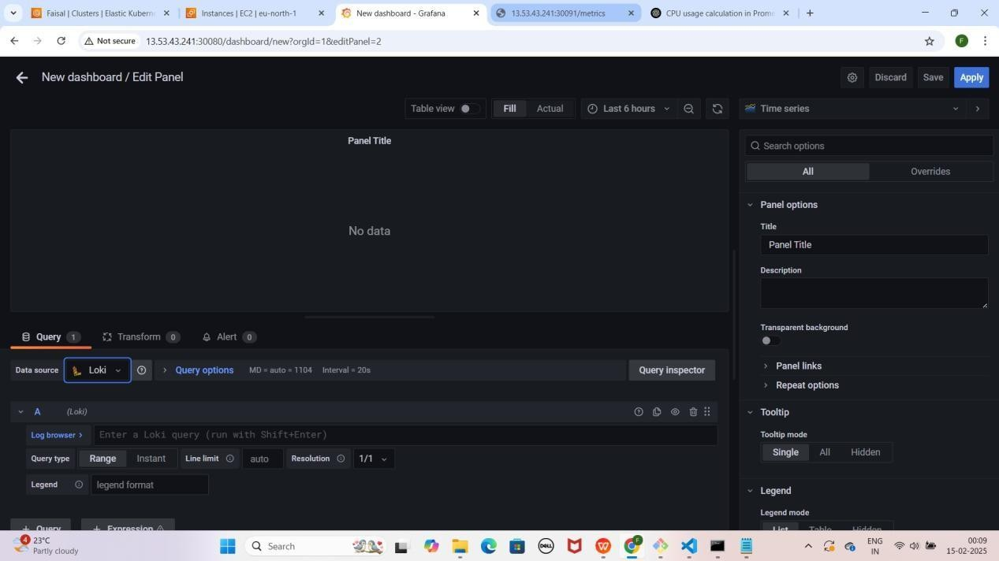 Faisal | Clusters | Elastic Kubern
Instances | EC2 | eu-north-1
New dashboard - Grafana
13.53.43.241:30091/metrics
CPU usage calculation in Prome
Not secure
13.53.43.241:30080/dashboard/new?orgId=1&editPanel=2
F
New dashboard / Edit Panel
Discard
Save
Apply
Table view
Fill
Actual
Last 6 hours
Time series
Panel Title
No data
Search options
All
Overrides
Panel options
Title
Panel Title
Description
Transparent background
Panel links
Repeat options
Tooltip
Tooltip mode
Single
All
Hidden
Legend
Legend mode
List
Table
Hidden
Query 1
Transform 0
Alert 0
Data source
Loki
Query options
MD = auto = 1104
Interval = 20s
Query inspector
A
(Loki)
Log browser
Enter a Loki query (run with Shift+Enter)
Query type
Range
Instant
Line limit
auto
Resolution
1/1
Legend
legend format
+ Query
+ Expression
4
23°C
Partly cloudy
Search
DELL
F
ENG
IN
00:09
15-02-2025